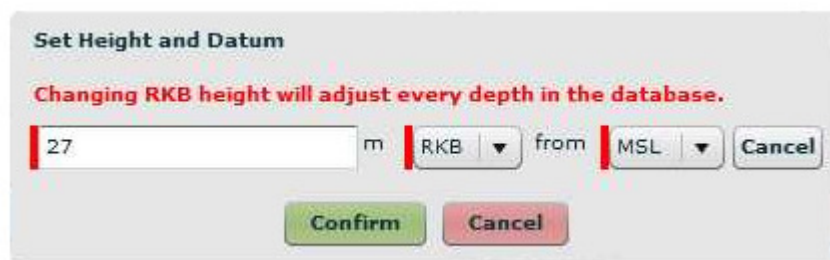 Set Height and Datum
Changing RKB height will adjust every depth in the database.
27 m RKB from MSL Cancel
Confirm Cancel